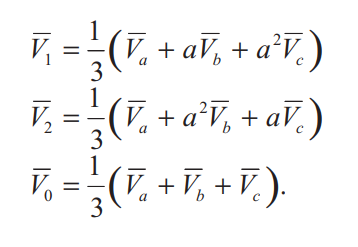 V̅₁ = 1/3 (V̅ₐ + aV̅_b + a²V̅_c)
V̅₂ = 1/3 (V̅ₐ + a²V̅_b + aV̅_c)
V̅₀ = 1/3 (V̅ₐ + V̅_b + V̅_c).